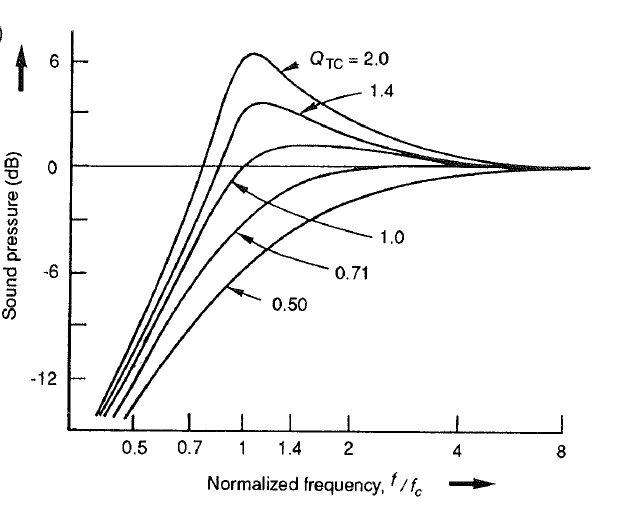 )
6
Q_TC = 2.0
1.4
0
Sound pressure (dB)
1.0
-6
0.71
0.50
-12
0.5 0.7 1 1.4 2 4 8
Normalized frequency, f / f_c